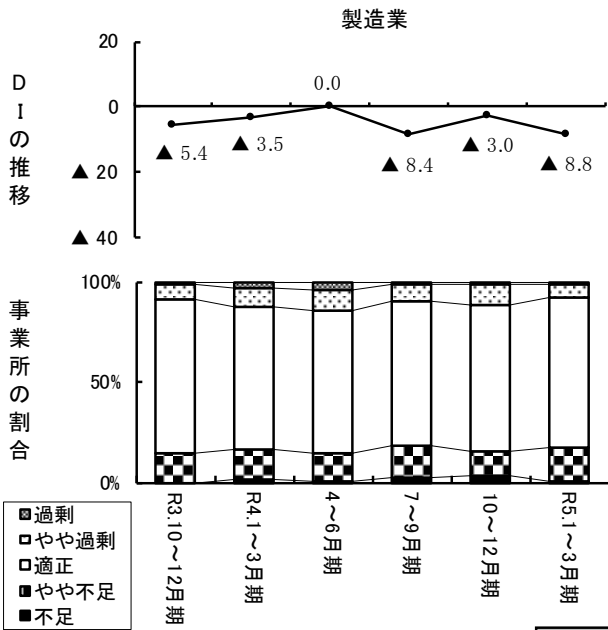 製造業
DIの推移
20
0
▲ 20
▲ 40
▲ 5.4
▲ 3.5
0.0
▲ 8.4
▲ 3.0
▲ 8.8
事業所の割合
100%
50%
0%
R3.10～12月期
R4.1～3月期
4～6月期
7～9月期
10～12月期
R5.1～3月期
過剰
やや過剰
適正
やや不足
不足